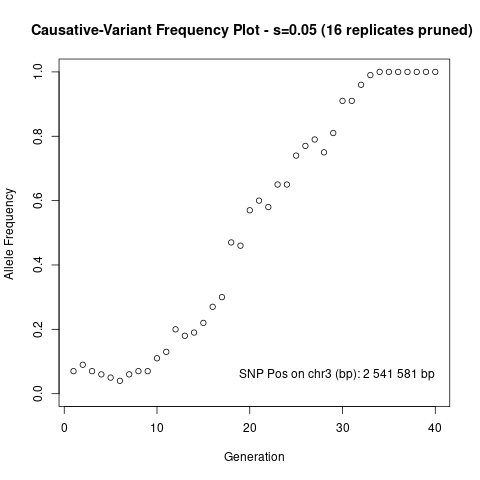 Causative-Variant Frequency Plot - s=0.05 (16 replicates pruned)
1.0
0.8
0.6
0.4
0.2
0.0
Allele Frequency
SNP Pos on chr3 (bp): 2 541 581 bp
0 10 20 30 40
Generation